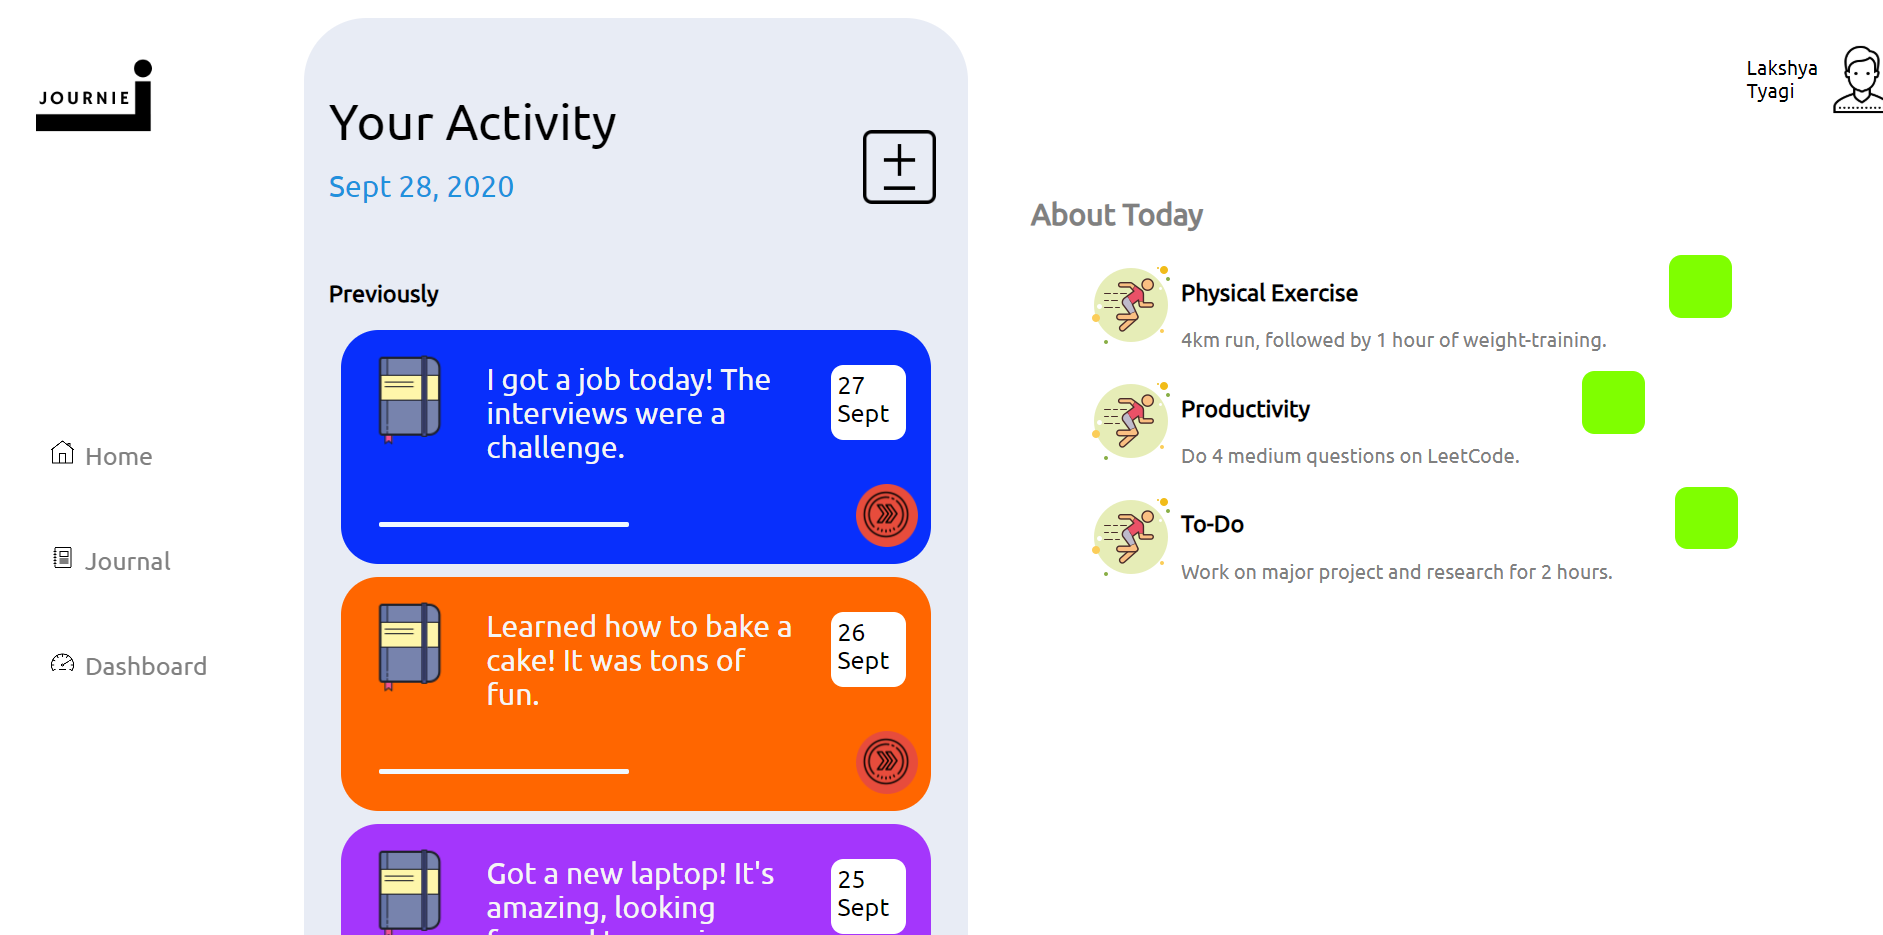 JOURNIE
Home
Journal
Dashboard
Your Activity
Sept 28, 2020
Previously
I got a job today! The
interviews were a
challenge.
27
Sept
Learned how to bake a
cake! It was tons of
fun.
26
Sept
Got a new laptop! It's
amazing, looking
25
Sept
Lakshya
Tyagi
About Today
Physical Exercise
4km run, followed by 1 hour of weight-training.
Productivity
Do 4 medium questions on LeetCode.
To-Do
Work on major project and research for 2 hours.